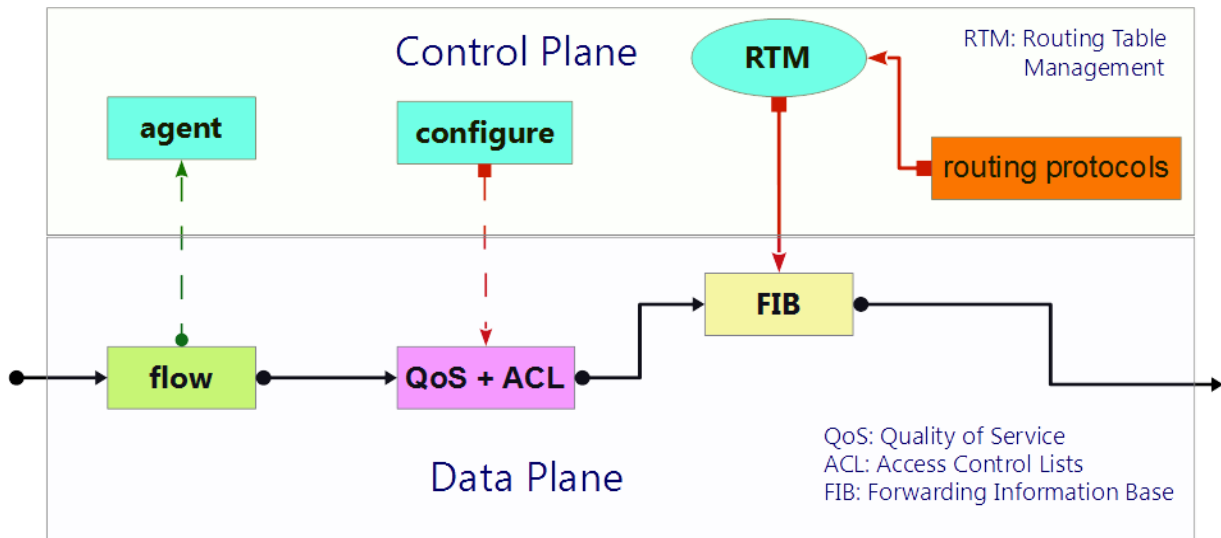 Control Plane
RTM
RTM: Routing Table
Management
agent
configure
routing protocols
FIB
flow
QoS + ACL
Data Plane
QoS: Quality of Service
ACL: Access Control Lists
FIB: Forwarding Information Base